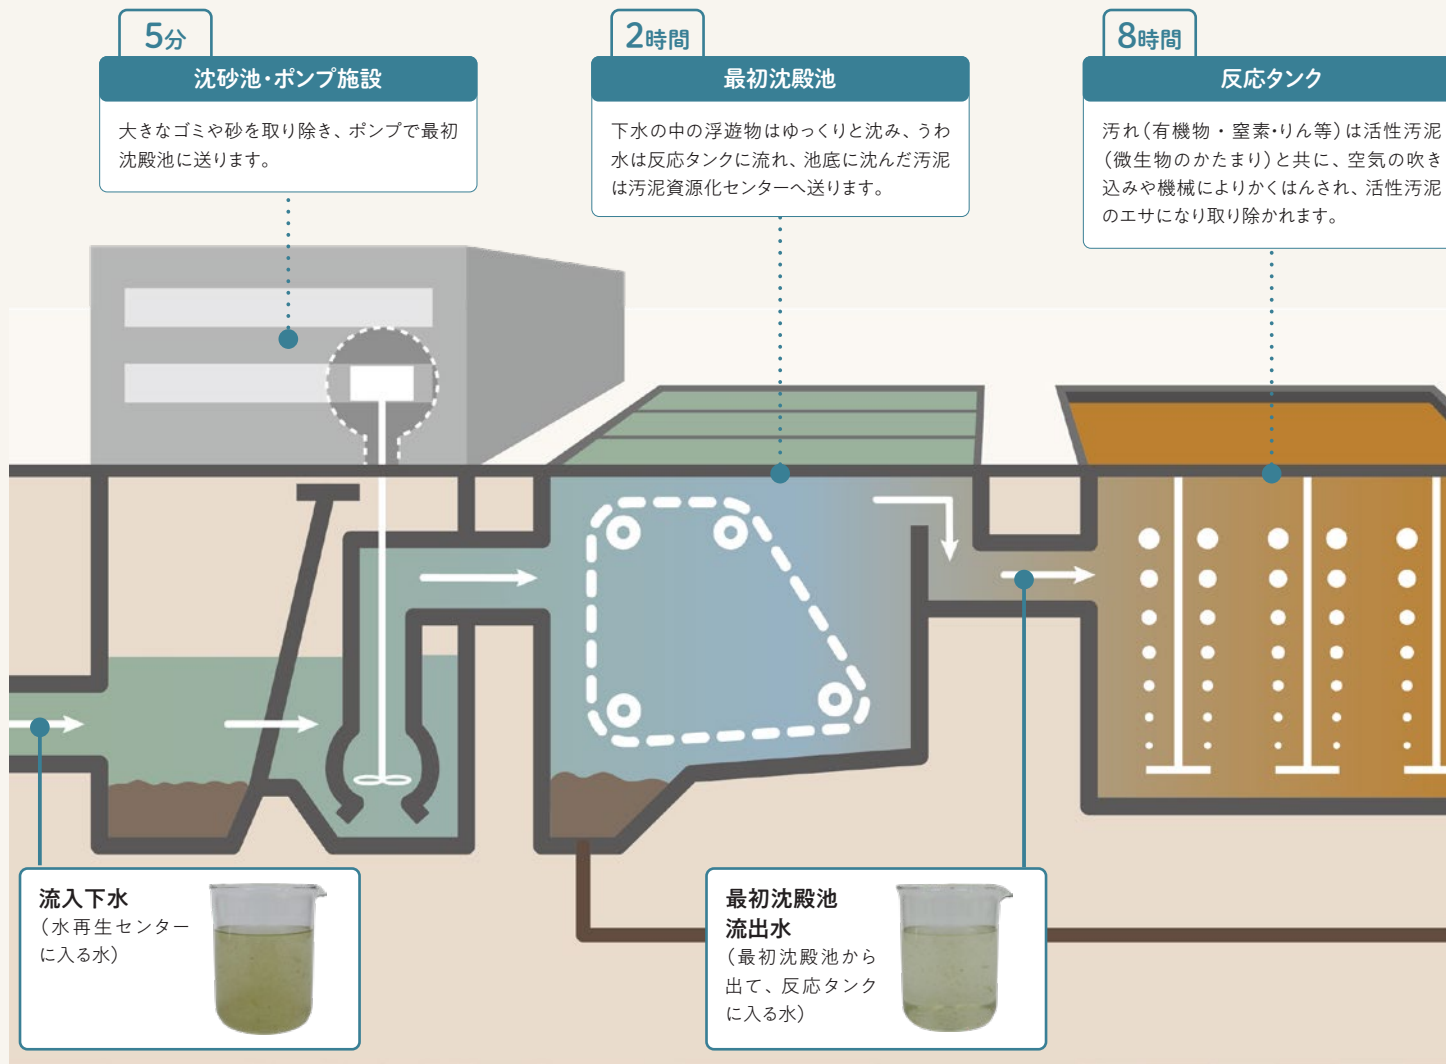 5分
沈砂池・ポンプ施設
大きなゴミや砂を取り除き、ポンプで最初
沈殿池に送ります。
2時間
最初沈殿池
下水の中の浮遊物はゆっくりと沈み、うわ
水は反応タンクに流れ、池底に沈んだ汚泥
は汚泥資源化センターへ送ります。
8時間
反応タンク
汚れ(有機物・窒素・りん等)は活性汚泥
(微生物のかたまり)と共に、空気の吹き
込みや機械によりかくはんされ、活性汚泥
のエサになり取り除かれます。
流入下水
(水再生センター
に入る水)
最初沈殿池
流出水
(最初沈殿池から
出て、反応タンク
に入る水)